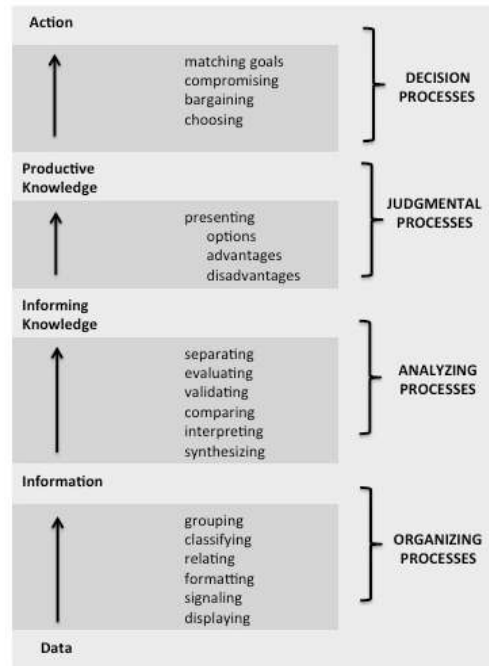 Action
matching goals
compromising
bargaining
choosing
DECISION
PROCESSES
Productive
Knowledge
presenting
options
advantages
disadvantages
JUDGMENTAL
PROCESSES
Informing
Knowledge
separating
evaluating
validating
comparing
interpreting
synthesizing
ANALYZING
PROCESSES
Information
grouping
classifying
relating
formatting
signaling
displaying
ORGANIZING
PROCESSES
Data